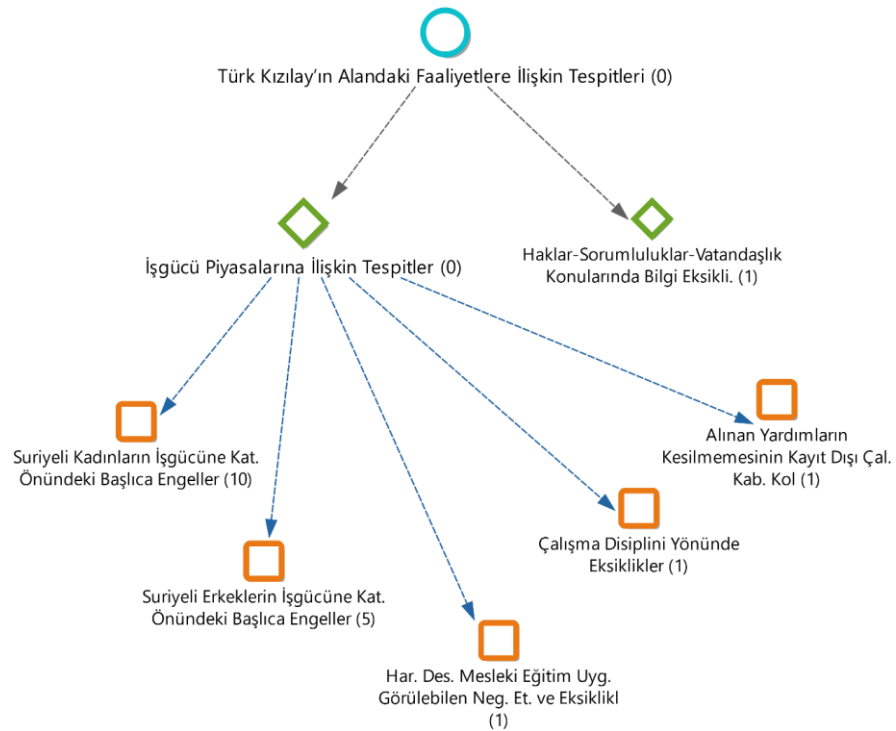 Türk Kızılay’ın Alandaki Faaliyetlere İlişkin Tespitleri (0)
İşgücü Piyasalarına İlişkin Tespitler (0)
Haklar-Sorumluluklar-Vatandaşlık
Konularında Bilgi Eksikli. (1)
Suriyeli Kadınların İşgücüne Kat.
Önündeki Başlıca Engeller (10)
Suriyeli Erkeklerin İşgücüne Kat.
Önündeki Başlıca Engeller (5)
Har. Des. Mesleki Eğitim Uyg.
Görülebilen Neg. Et. ve Eksiklikl
(1)
Çalışma Disiplini Yönünde
Eksiklikler (1)
Alınan Yardımların
Kesilmemesinin Kayıt Dışı Çal.
Kab. Kol (1)